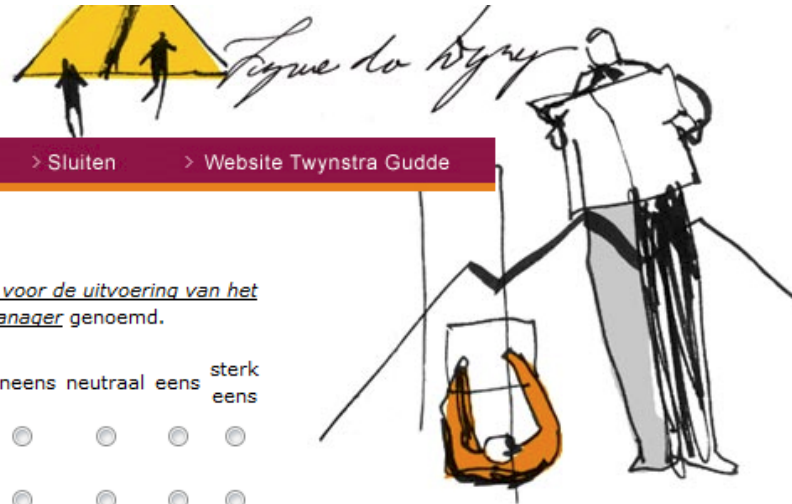 > Sluiten > Website Twynstra Gudde
voor de uitvoering van het
anager genoemd.
neens neutraal eens sterk eens